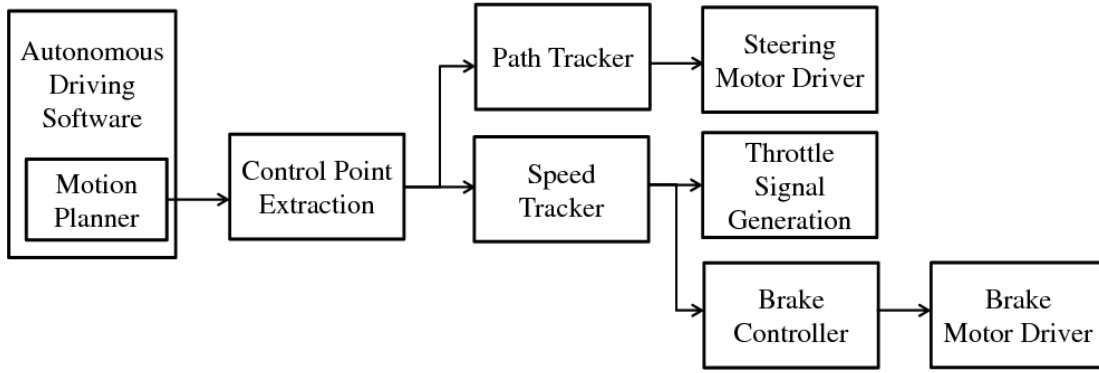 Autonomous
Driving
Software
Motion
Planner
Control Point
Extraction
Path Tracker
Steering
Motor Driver
Speed
Tracker
Throttle
Signal
Generation
Brake
Controller
Brake
Motor Driver